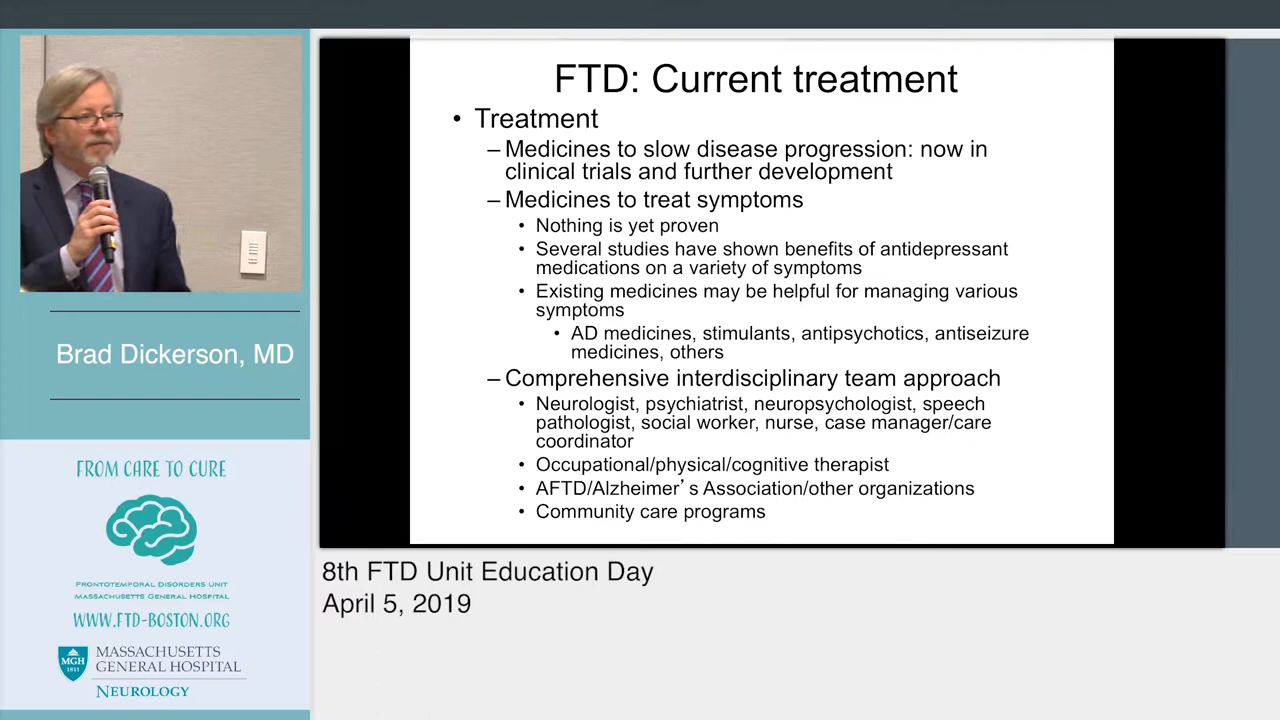 FTD: Current treatment
• Treatment
– Medicines to slow disease progression: now in
clinical trials and further development
– Medicines to treat symptoms
• Nothing is yet proven
• Several studies have shown benefits of antidepressant
medications on a variety of symptoms
• Existing medicines may be helpful for managing various
symptoms
• AD medicines, stimulants, antipsychotics, antiseizure
medicines, others
– Comprehensive interdisciplinary team approach
• Neurologist, psychiatrist, neuropsychologist, speech
pathologist, social worker, nurse, case manager/care
coordinator
• Occupational/physical/cognitive therapist
• AFTD/Alzheimer's Association/other organizations
• Community care programs
Brad Dickerson, MD
FROM CARE TO CURE
FRONTOTEMPORAL DISORDERS UNIT
MASSACHUSETTS GENERAL HOSPITAL
WWW.FTD-BOSTON.ORG
MGH
1811
MASSACHUSETTS
GENERAL HOSPITAL
NEUROLOGY
8th FTD Unit Education Day
April 5, 2019